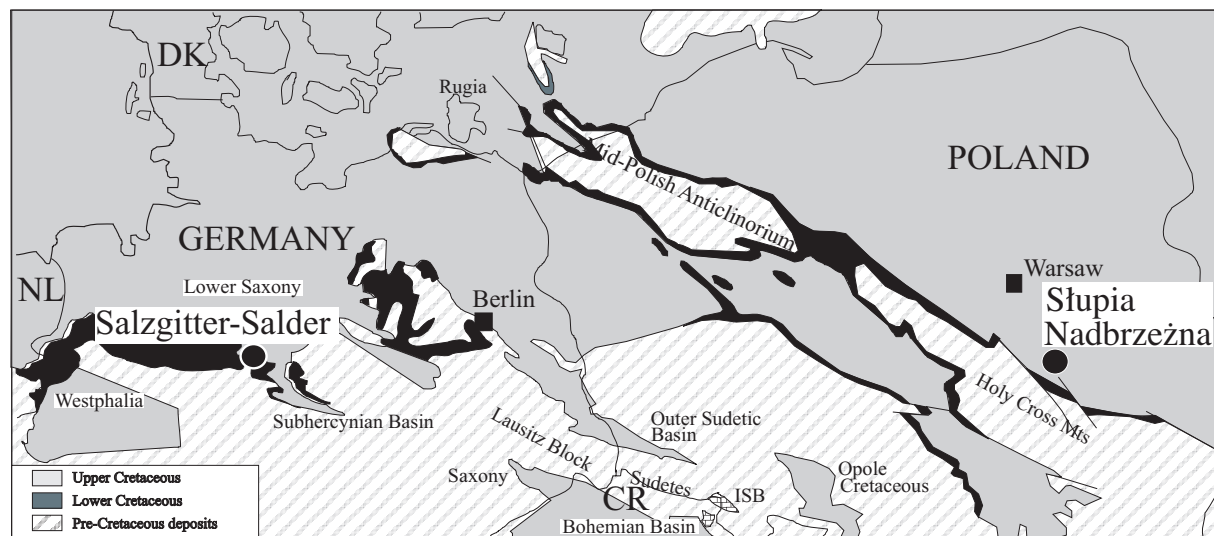 DK
Rugia
POLAND
Mid-Polish Anticlinorium
GERMANY
NL
Lower Saxony
Warsaw
Berlin
Słupia
Nadbrzeżna
Salzgitter-Salder
Holy Cross Mts
Westphalia
Subhercynian Basin
Outer Sudetic
Basin
Lausitz Block
Opole
Cretaceous
Saxony
Sudetes
CR
ISB
Bohemian Basin
Upper Cretaceous
Lower Cretaceous
Pre-Cretaceous deposits